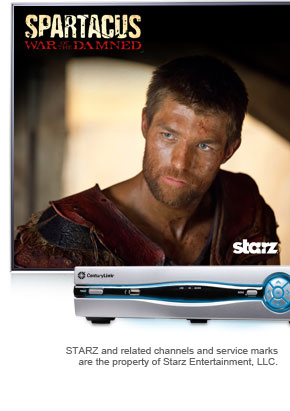 SPARTACUS
WAR OF THE DAMNED
starz
CenturyLink
STARZ and related channels and service marks
are the property of Starz Entertainment, LLC.